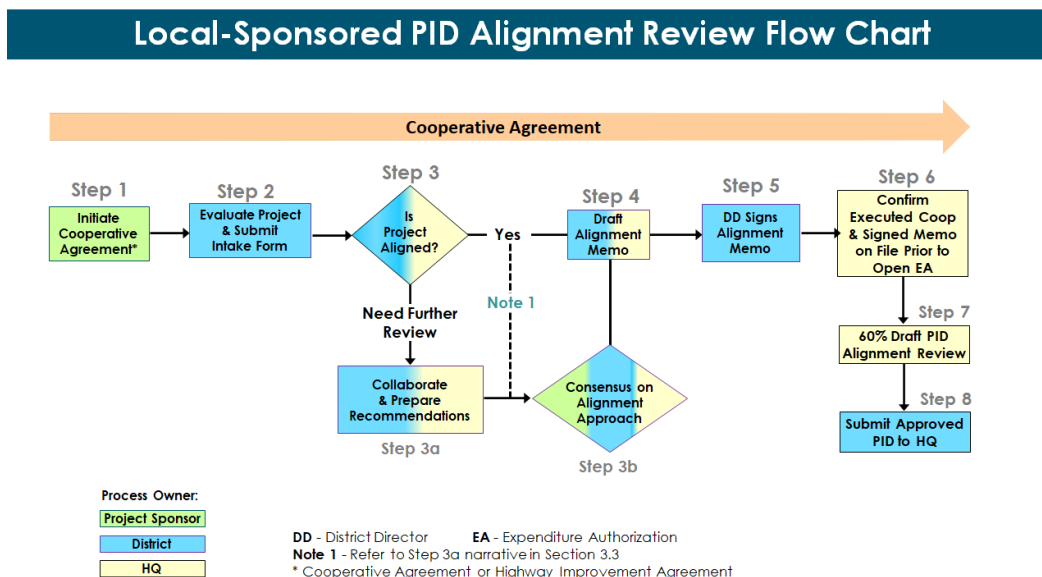 Local-Sponsored PID Alignment Review Flow Chart
Cooperative Agreement
Step 1
Initiate
Cooperative
Agreement*
Step 2
Evaluate Project
& Submit
Intake Form
Step 3
Is
Project
Aligned?
Yes
Need Further
Review
Note 1
Collaborate
& Prepare
Recommendations
Step 3a
Consensus on
Alignment
Approach
Step 3b
Step 4
Draft
Alignment
Memo
Step 5
DD Signs
Alignment
Memo
Step 6
Confirm
Executed Coop
& Signed Memo
on File Prior to
Open EA
Step 7
60% Draft PID
Alignment Review
Step 8
Submit Approved
PID to HQ
Process Owner:
Project Sponsor
District
HQ
DD - District Director EA - Expenditure Authorization
Note 1 - Refer to Step 3a narrative in Section 3.3
* Cooperative Agreement or Highway Improvement Agreement